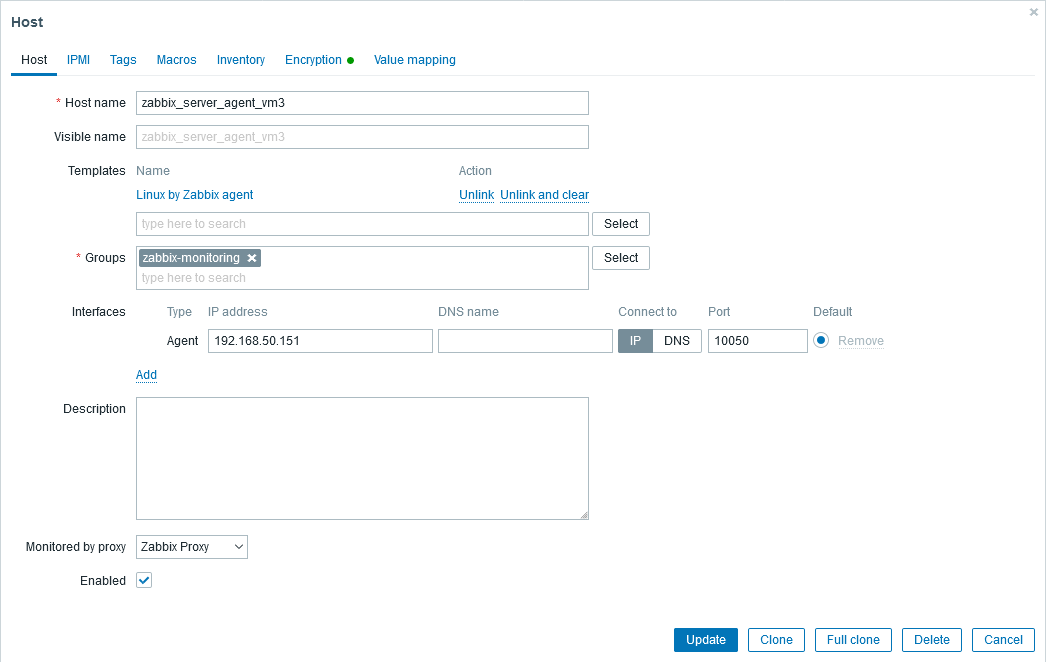 Host
Host IPMI Tags Macros Inventory Encryption Value mapping
* Host name zabbix_server_agent_vm3
Visible name zabbix_server_agent_vm3
Templates Name Action
Linux by Zabbix agent Unlink Unlink and clear
type here to search Select
* Groups zabbix-monitoring Select
type here to search
Interfaces Type IP address DNS name Connect to Port Default
Agent 192.168.50.151 IP DNS 10050 Remove
Add
Description
Monitored by proxy Zabbix Proxy
Enabled
Update Clone Full clone Delete Cancel